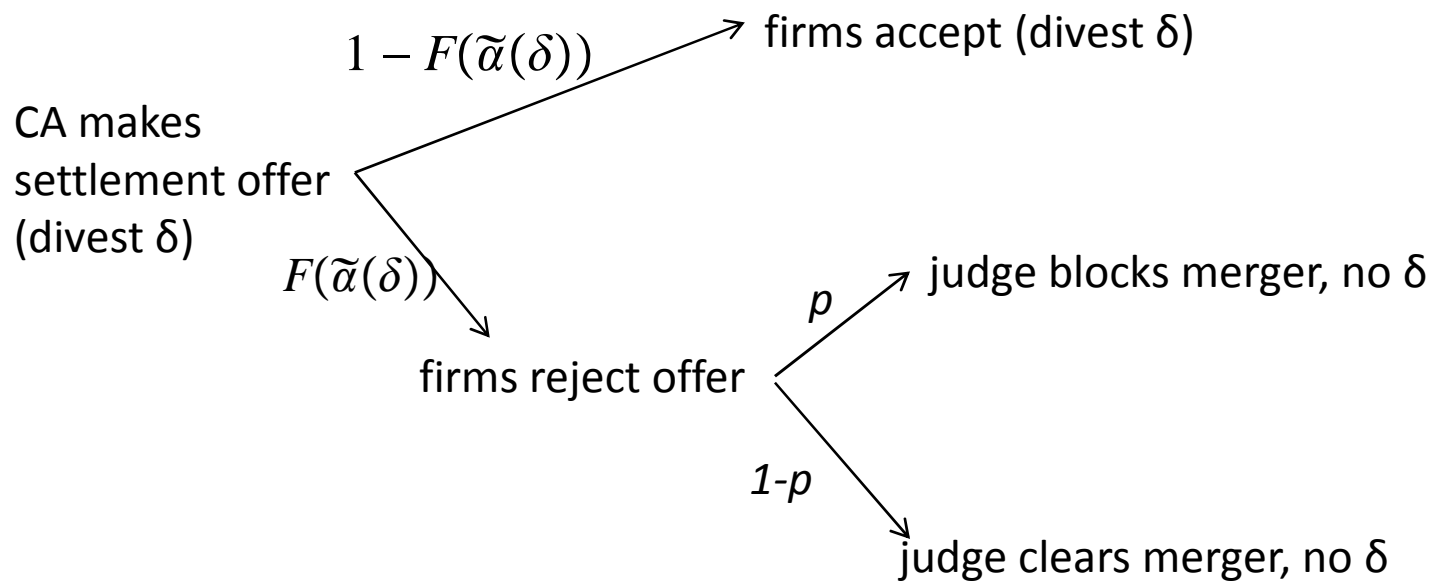 1 − F(α̃(δ))
firms accept (divest δ)
CA makes
settlement offer
(divest δ)
F(α̃(δ))
firms reject offer
p
judge blocks merger, no δ
1-p
judge clears merger, no δ